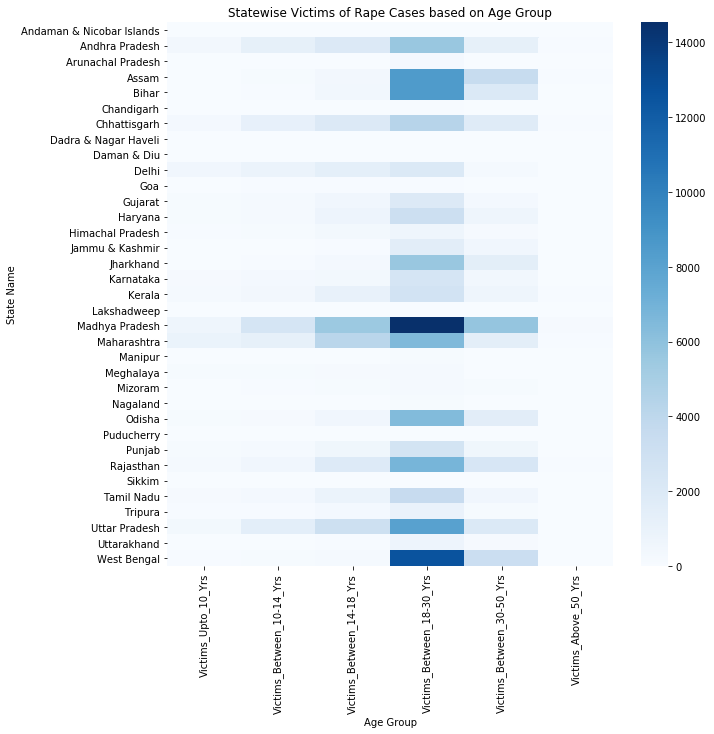 Statewise Victims of Rape Cases based on Age Group
State Name
Andaman & Nicobar Islands
Andhra Pradesh
Arunachal Pradesh
Assam
Bihar
Chandigarh
Chhattisgarh
Dadra & Nagar Haveli
Daman & Diu
Delhi
Goa
Gujarat
Haryana
Himachal Pradesh
Jammu & Kashmir
Jharkhand
Karnataka
Kerala
Lakshadweep
Madhya Pradesh
Maharashtra
Manipur
Meghalaya
Mizoram
Nagaland
Odisha
Puducherry
Punjab
Rajasthan
Sikkim
Tamil Nadu
Tripura
Uttar Pradesh
Uttarakhand
West Bengal
Victims_Upto_10_Yrs
Victims_Between_10-14_Yrs
Victims_Between_14-18_Yrs
Victims_Between_18-30_Yrs
Victims_Between_30-50_Yrs
Victims_Above_50_Yrs
Age Group
14000
12000
10000
8000
6000
4000
2000
0